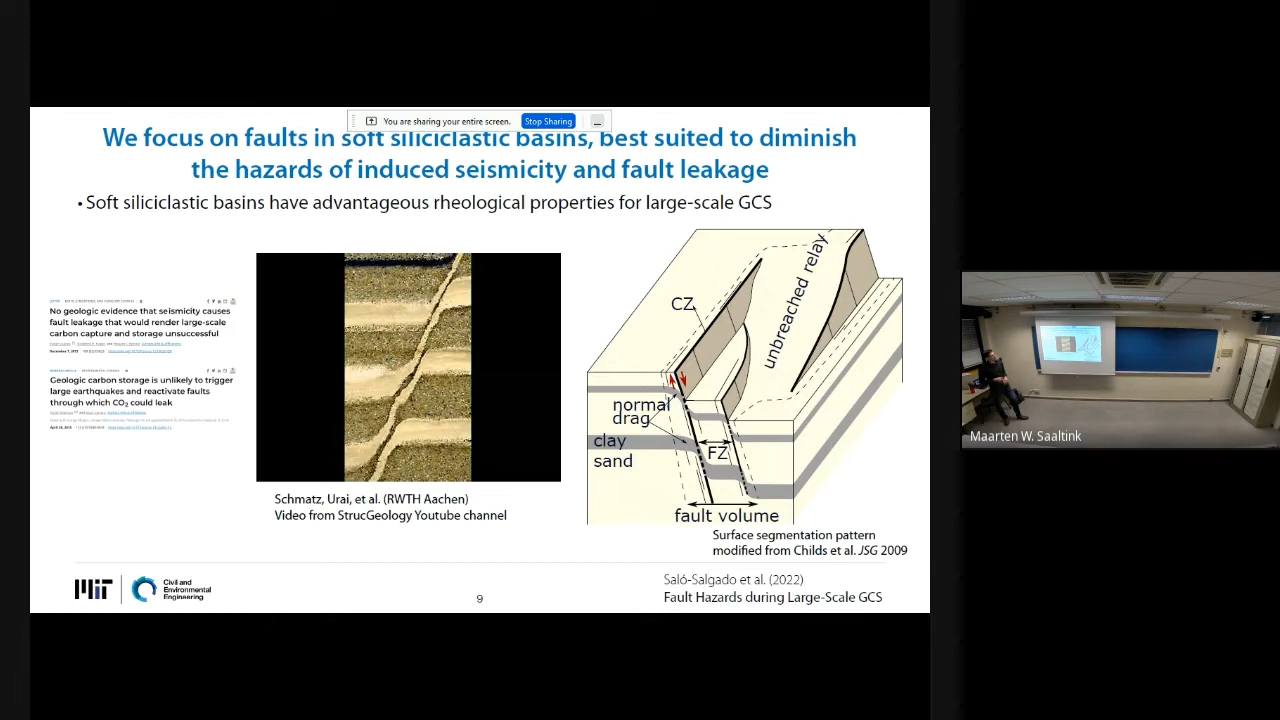 You are sharing your entire screen.
Stop Sharing
We focus on faults in soft siliciclastic basins, best suited to diminish
the hazards of induced seismicity and fault leakage
• Soft siliciclastic basins have advantageous rheological properties for large-scale GCS
No geologic evidence that seismicity causes
fault leakage that would render large-scale
carbon capture and storage unsuccessful
Geologic carbon storage is unlikely to trigger
large earthquakes and reactivate faults
through which CO2 could leak
Schmatz, Urai, et al. (RWTH Aachen)
Video from StrucGeology Youtube channel
CZ
unbreached relay
normal
drag
clay
sand
FZ
fault volume
Surface segmentation pattern
modified from Childs et al. JSG 2009
MIT
Civil and
Environmental
Engineering
9
Saló-Salgado et al. (2022)
Fault Hazards during Large-Scale GCS
Maarten W. Saaltink